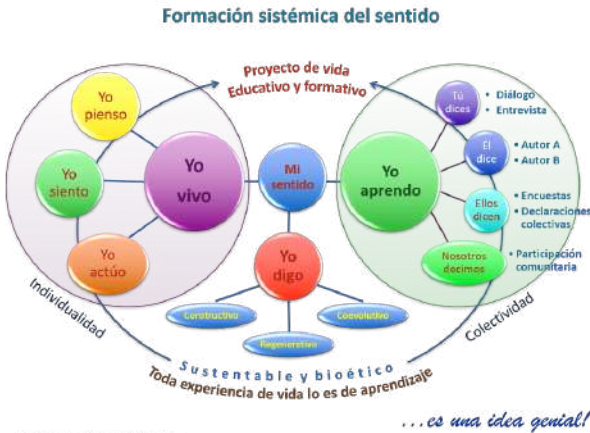 Formación sistémica del sentido
Proyecto de vida
Educativo y formativo
Yo
pienso
Yo
siento
Yo
actúo
Yo
vivo
Individualidad
Mi
sentido
Yo
digo
Constructivo
Regenerativo
Coevolutivo
Yo
aprendo
Tú
dices
• Diálogo
• Entrevista
Él
dice
• Autor A
• Autor B
Ellos
dicen
• Encuestas
• Declaraciones
colectivas
Nosotros
decimos
• Participación
comunitaria
Colectividad
Sustentable y bioético
Toda experiencia de vida lo es de aprendizaje
...es una idea genial!